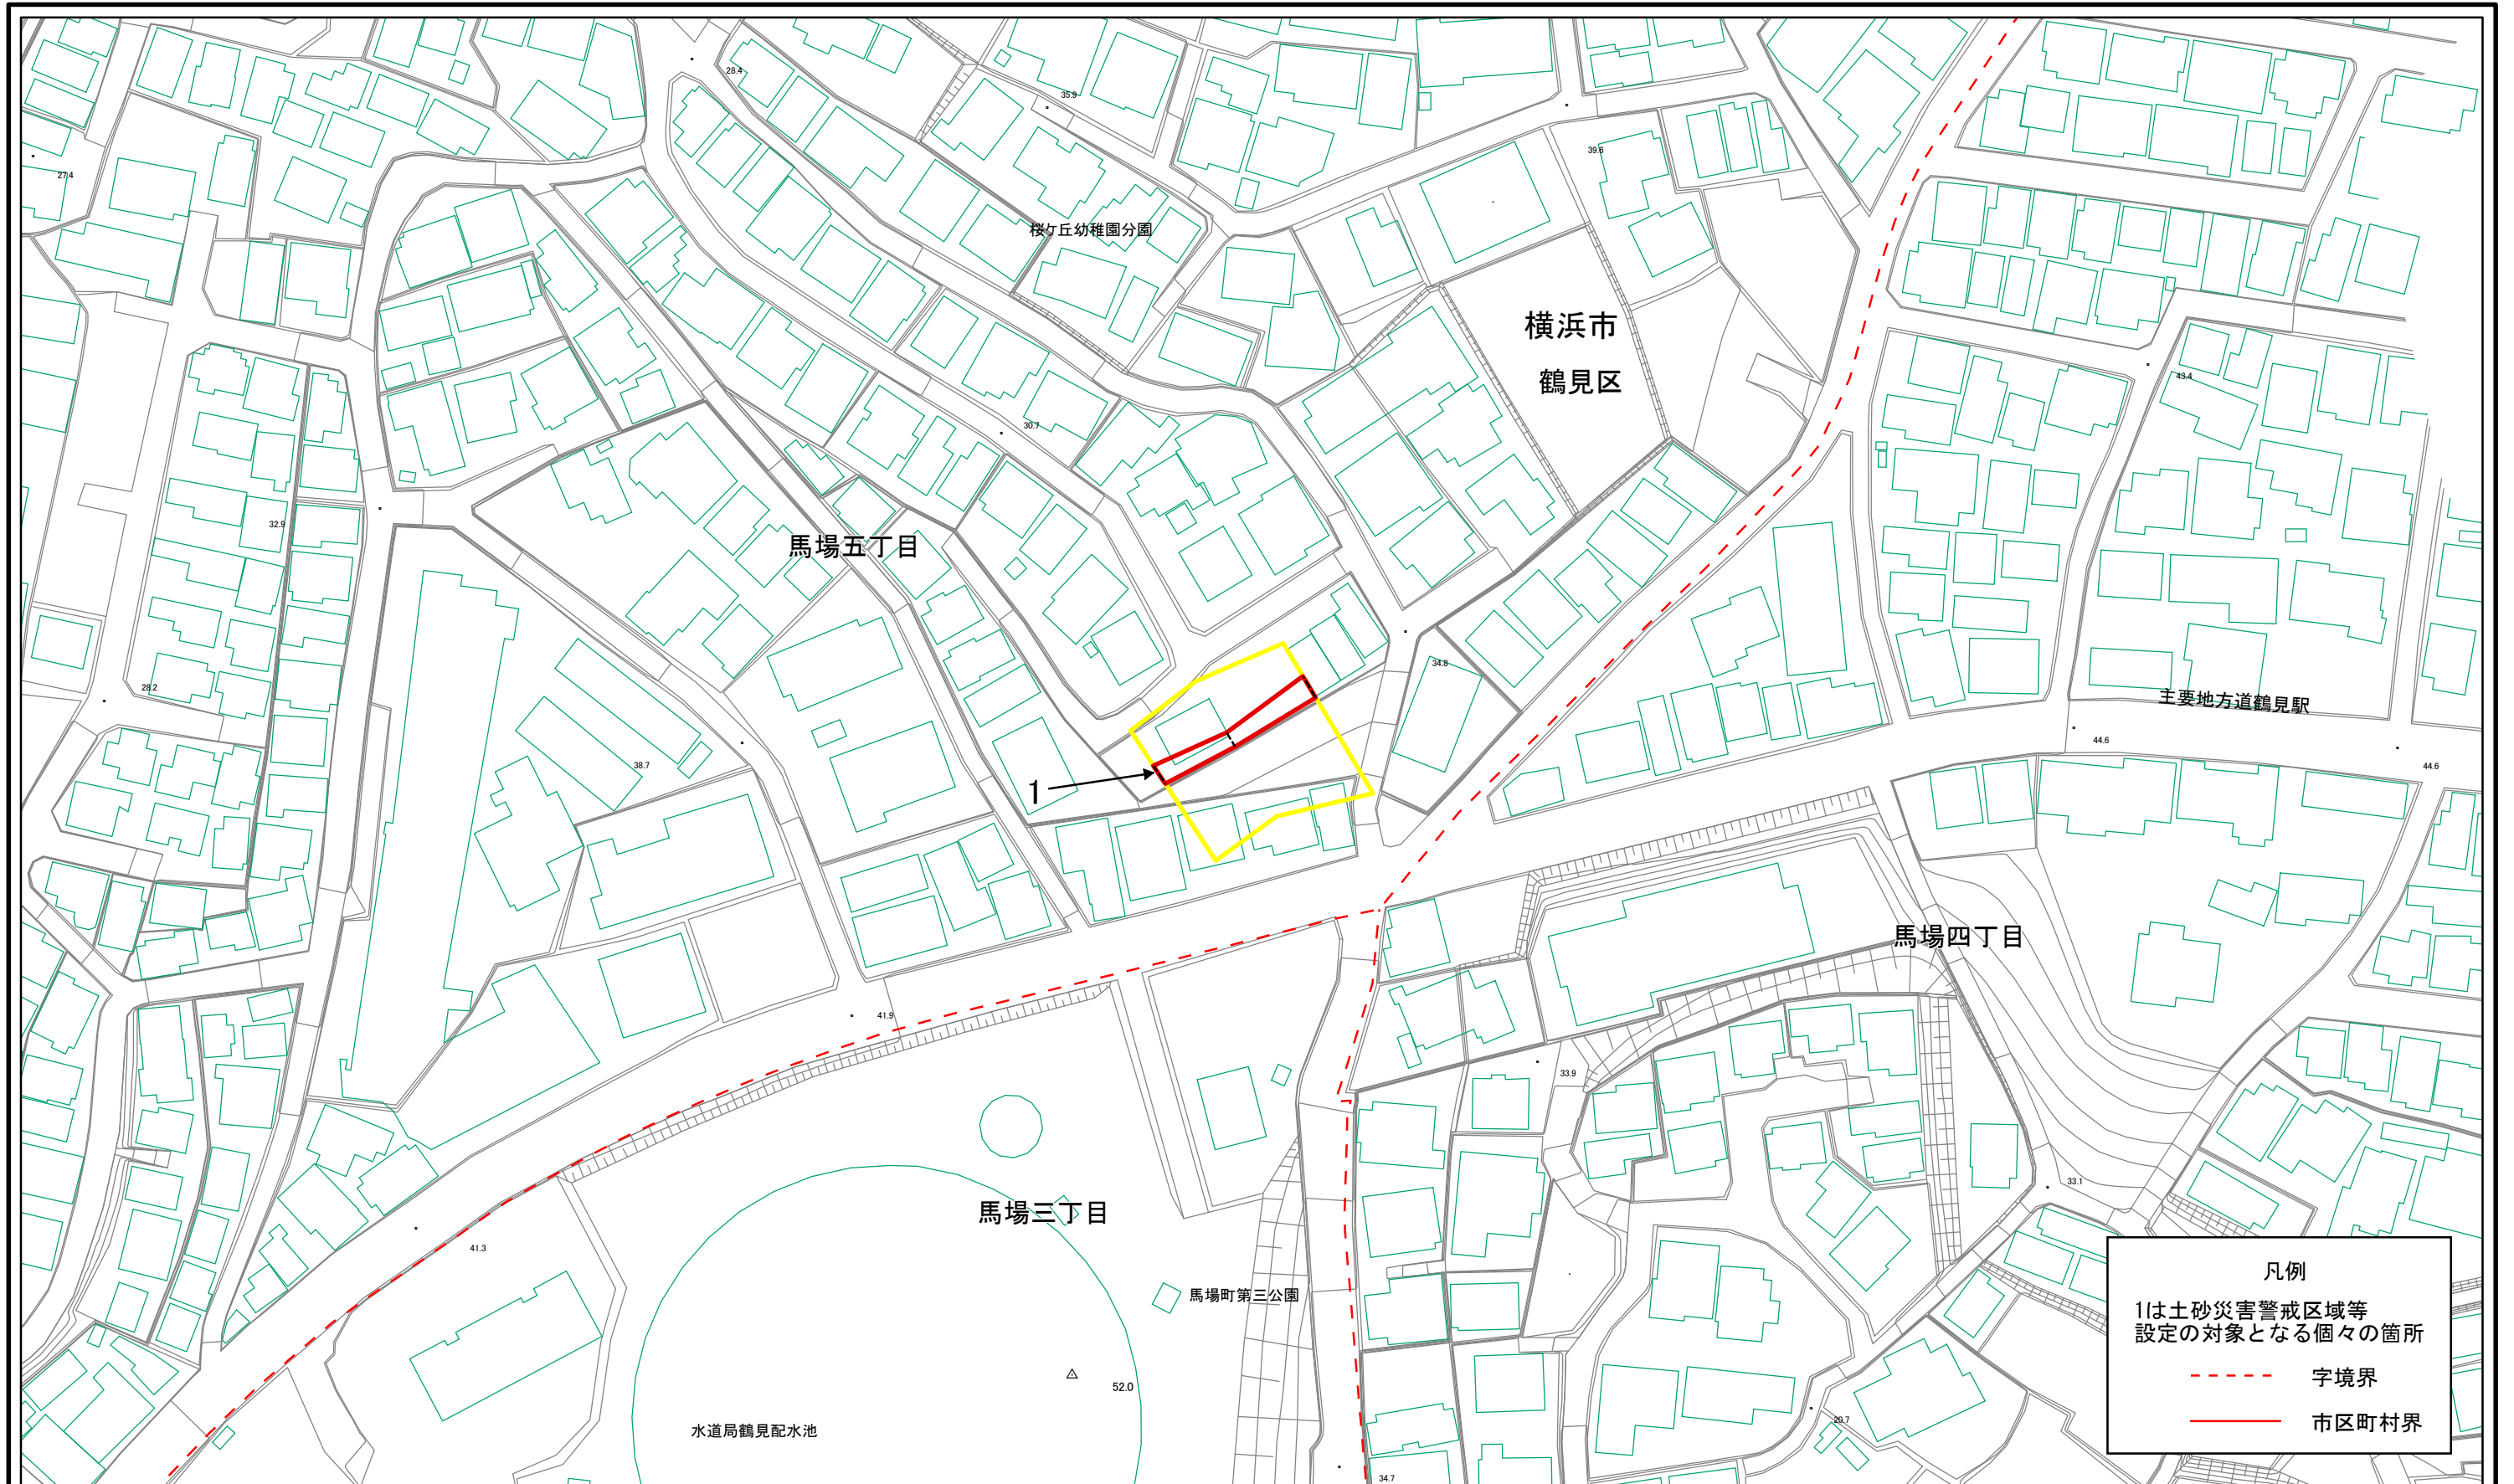 28.4
35.9
39.6
27.4
桜ケ丘幼稚園分園
横浜市
鶴見区
43.4
30.7
32.9
馬場五丁目
34.8
28.2
主要地方道鶴見駅
44.6
38.7
44.6
1
馬場四丁目
41.9
33.9
33.1
馬場三丁目
41.3
馬場町第三公園
52.0
水道局鶴見配水池
20.7
34.7
凡例
1は土砂災害警戒区域等
設定の対象となる個々の箇所
字境界
市区町村界